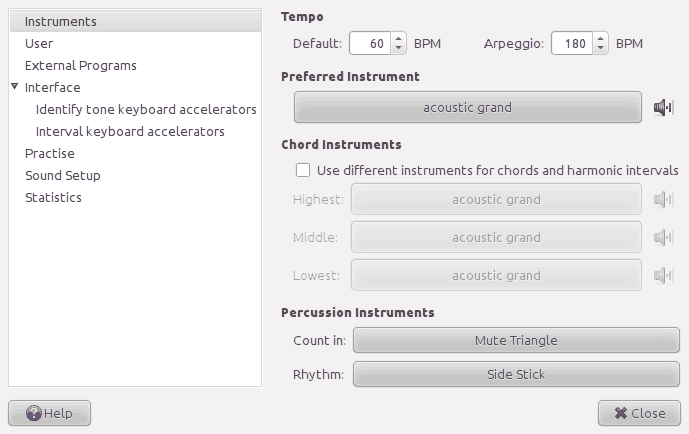 Instruments
User
External Programs
Interface
Identify tone keyboard accelerators
Interval keyboard accelerators
Practise
Sound Setup
Statistics
Tempo
Default: 60 BPM Arpeggio: 180 BPM
Preferred Instrument
acoustic grand
Chord Instruments
Use different instruments for chords and harmonic intervals
Highest: acoustic grand
Middle: acoustic grand
Lowest: acoustic grand
Percussion Instruments
Count in: Mute Triangle
Rhythm: Side Stick
Help
Close